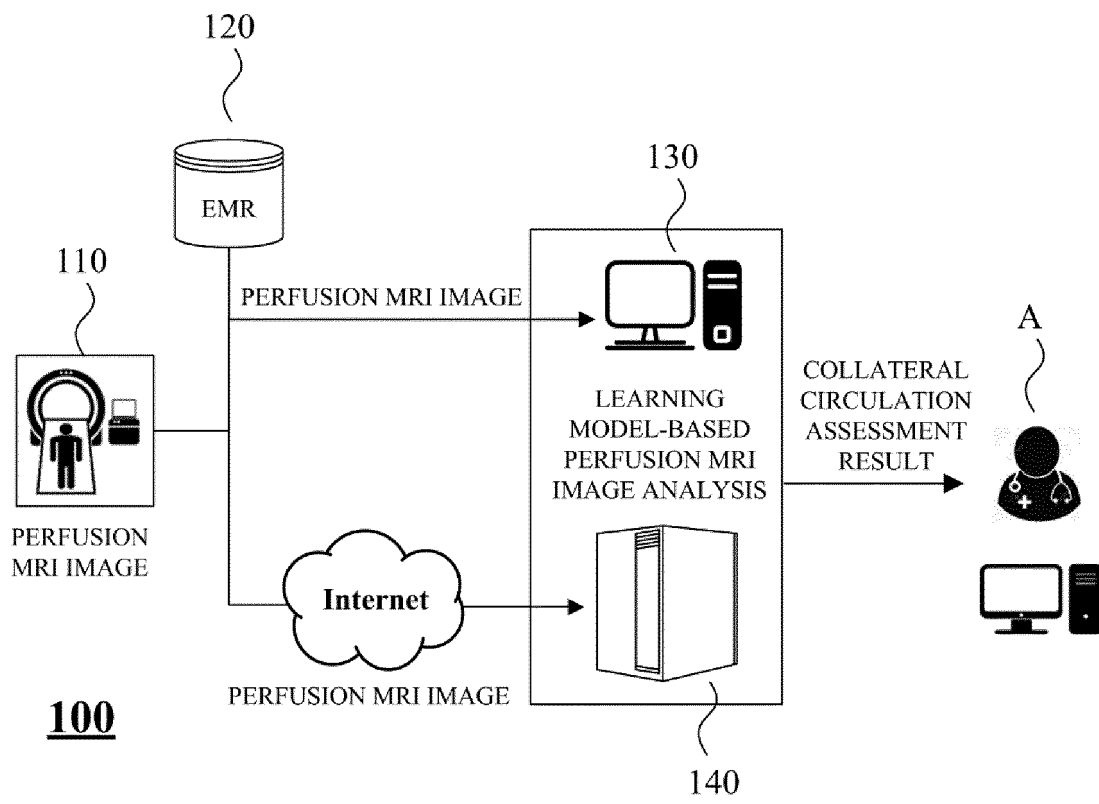 120
EMR
130
110
PERFUSION MRI IMAGE
A
COLLATERAL
CIRCULATION
ASSESSMENT
RESULT
LEARNING
MODEL-BASED
PERFUSION MRI
IMAGE ANALYSIS
PERFUSION
MRI IMAGE
Internet
PERFUSION MRI IMAGE
100
140